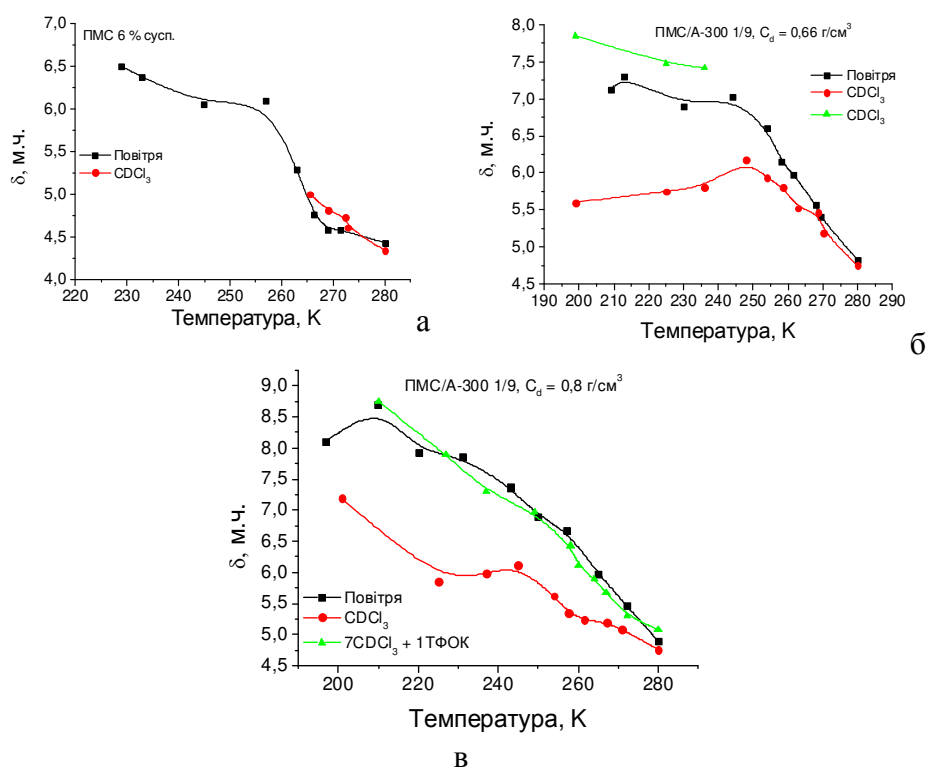 ПМС 6 % сусп.
Повітря
CDCl₃
δ, м.ч.
7,0
6,5
6,0
5,5
5,0
4,5
4,0
220 230 240 250 260 270 280 290
Температура, K
а
ПМС/А-300 1/9, C_d = 0,66 г/см³
Повітря
CDCl₃
CDCl₃
δ, м.ч.
8,0
7,5
7,0
6,5
6,0
5,5
5,0
4,5
190 200 210 220 230 240 250 260 270 280 290
Температура, K
б
ПМС/А-300 1/9, C_d = 0,8 г/см³
Повітря
CDCl₃
7CDCl₃ + 1ТФОК
δ, м.ч.
9,0
8,5
8,0
7,5
7,0
6,5
6,0
5,5
5,0
4,5
200 220 240 260 280
Температура, K
в